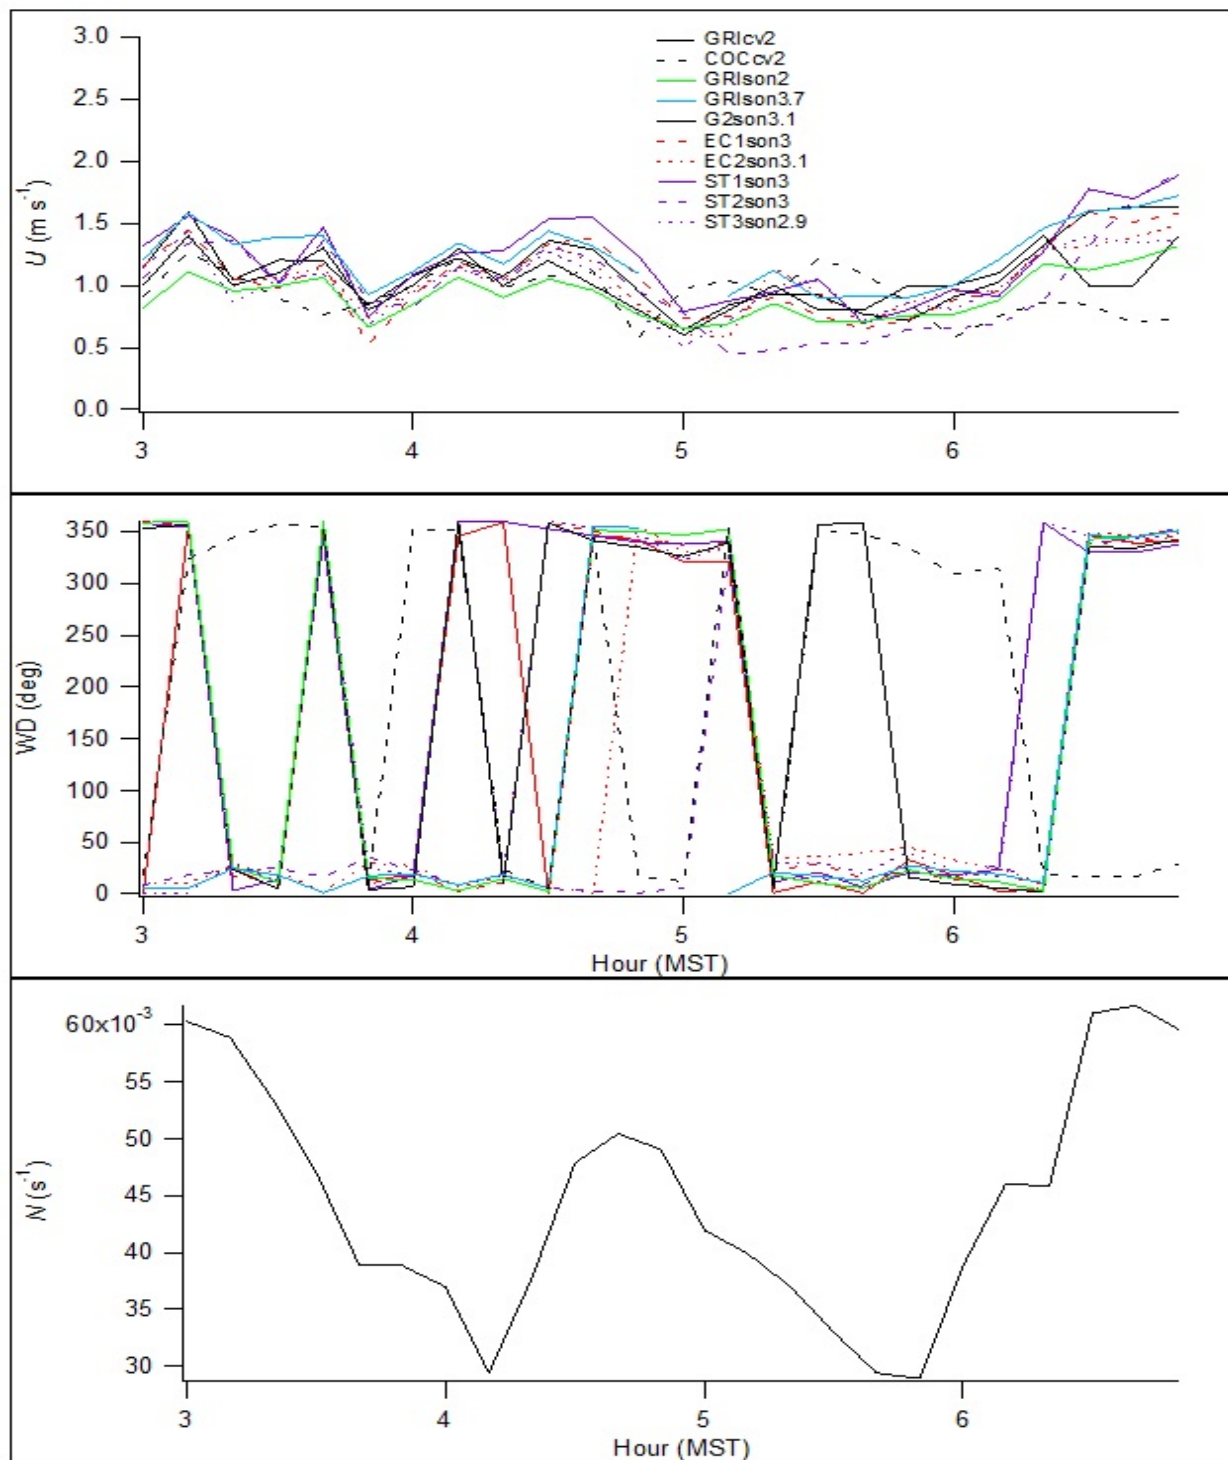 3.0
2.5
2.0
1.5
1.0
0.5
0.0
U (m s⁻¹)
GRIcv2
COCcv2
GRIson2
GRIson3.7
G2son3.1
EC1son3
EC2son3.1
ST1son3
ST2son3
ST3son2.9
3 4 5 6
350
300
250
200
150
100
50
0
WD (deg)
3 4 5 6
Hour (MST)
60x10⁻³
55
50
45
40
35
30
N (s⁻¹)
3 4 5 6
Hour (MST)